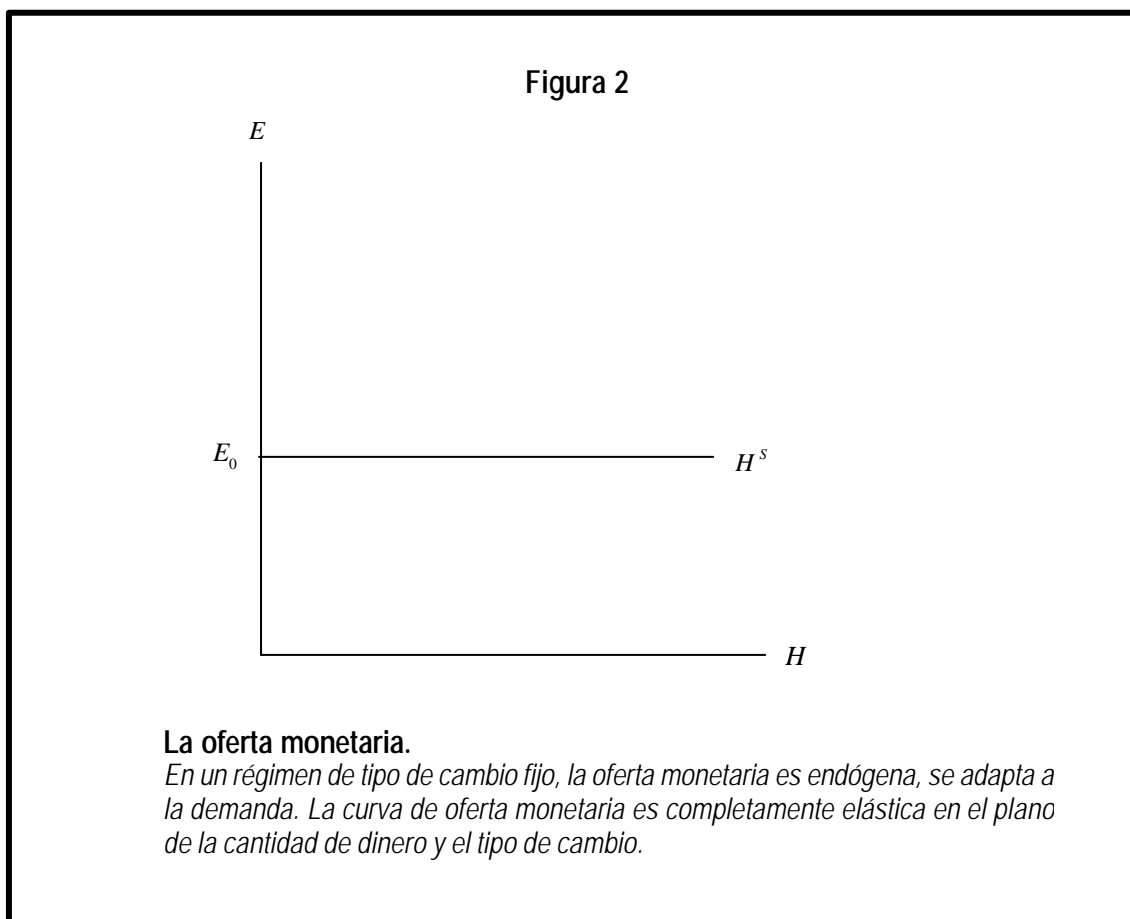 Figura 2
E
E₀
Hˢ
H
La oferta monetaria.
En un régimen de tipo de cambio fijo, la oferta monetaria es endógena, se adapta a
la demanda. La curva de oferta monetaria es completamente elástica en el plano
de la cantidad de dinero y el tipo de cambio.